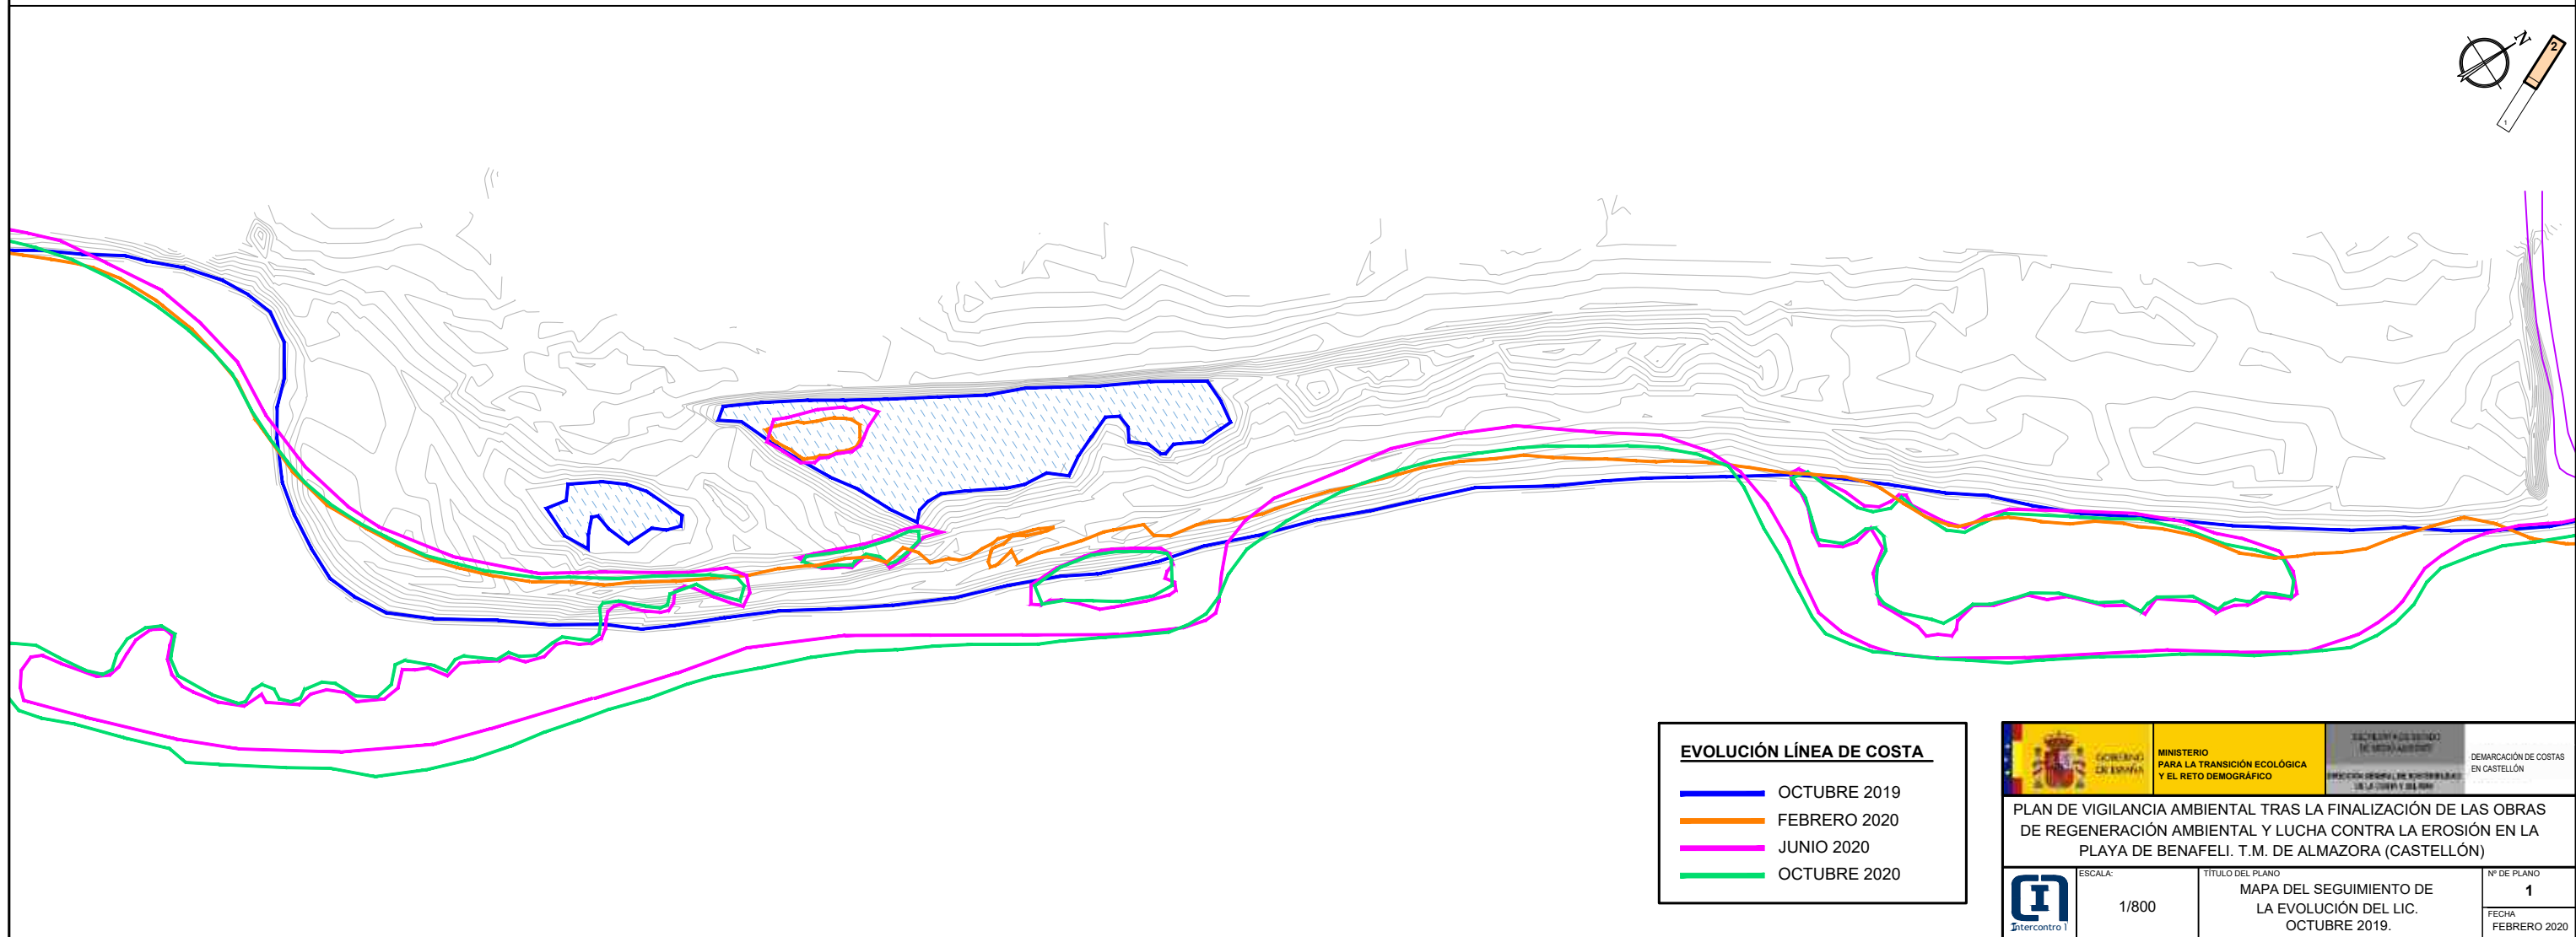 N
2
1
EVOLUCIÓN LÍNEA DE COSTA
OCTUBRE 2019
FEBRERO 2020
JUNIO 2020
OCTUBRE 2020
GOBIERNO
DE ESPAÑA
MINISTERIO
PARA LA TRANSICIÓN ECOLÓGICA
Y EL RETO DEMOGRÁFICO
DEMARCACIÓN DE COSTAS
EN CASTELLÓN
PLAN DE VIGILANCIA AMBIENTAL TRAS LA FINALIZACIÓN DE LAS OBRAS
DE REGENERACIÓN AMBIENTAL Y LUCHA CONTRA LA EROSIÓN EN LA
PLAYA DE BENAFELI. T.M. DE ALMAZORA (CASTELLÓN)
Intercontro l
ESCALA:
1/800
TÍTULO DEL PLANO
MAPA DEL SEGUIMIENTO DE
LA EVOLUCIÓN DEL LIC.
OCTUBRE 2019.
Nº DE PLANO
1
FECHA
FEBRERO 2020